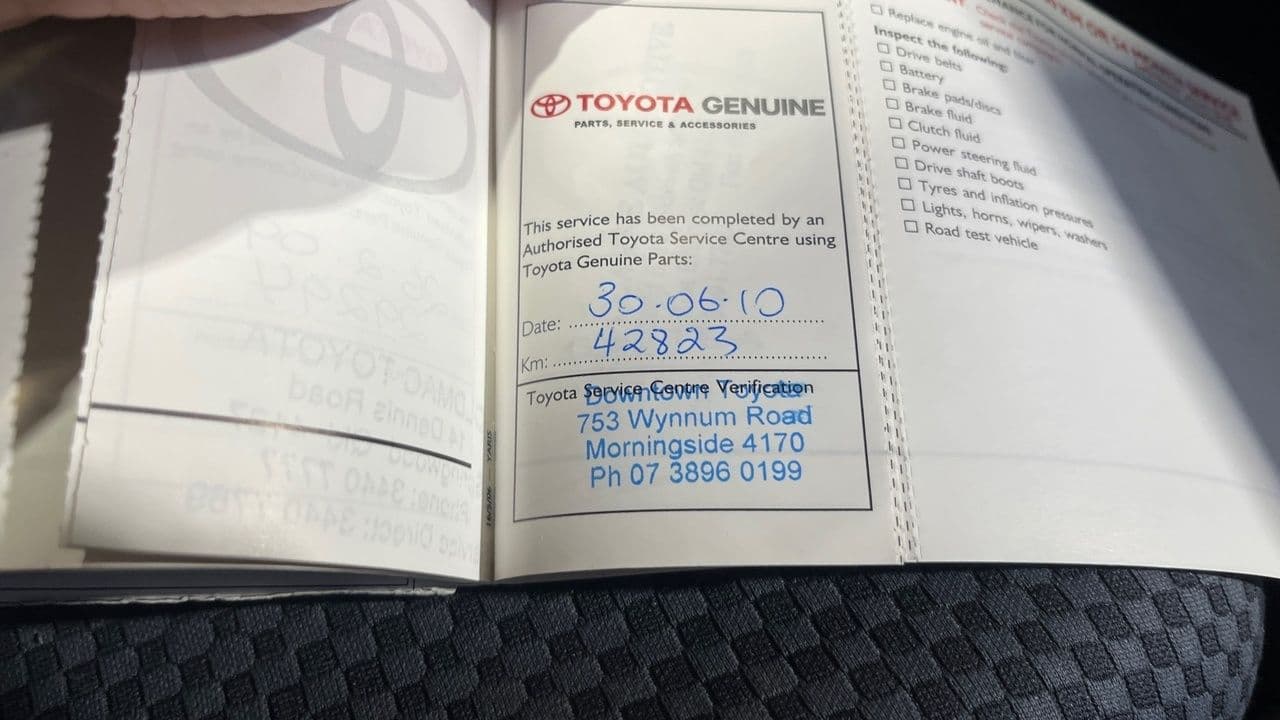 TOYOTA GENUINE
PARTS, SERVICE & ACCESSORIES
This service has been completed by an
Authorised Toyota Service Centre using
Toyota Genuine Parts:
Date: 30.06.10
Km: 42823
Toyota Service Centre Verification
Downtown Toyota
753 Wynnum Road
Morningside 4170
Ph 07 3896 0199
YARIS
Replace engine oil and
Inspect the following:
Drive belts
Battery
Brake pads/discs
Brake fluid
Clutch fluid
Power steering fluid
Drive shaft boots
Tyres and inflation pressures
Lights, horns, wipers, washers
Road test vehicle